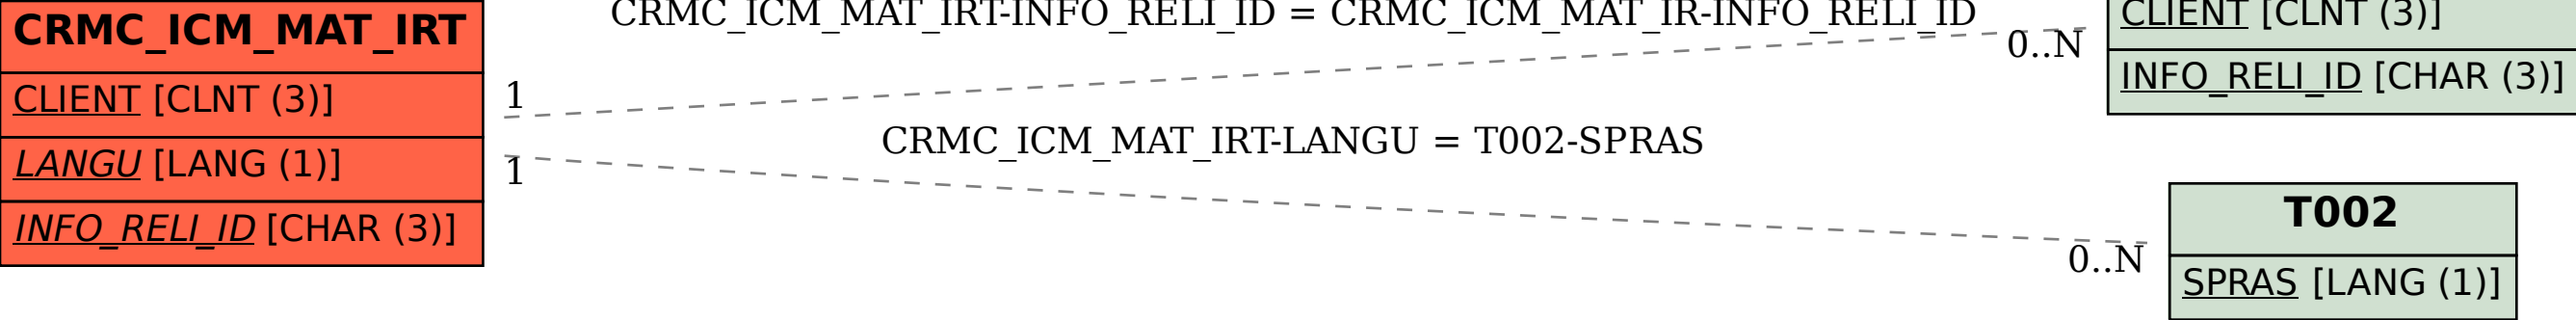 CRMC_ICM_MAT_IRT
CLIENT [CLNT (3)]
LANGU [LANG (1)]
INFO_RELI_ID [CHAR (3)]
CRMC_ICM_MAT_IRT-INFO_RELI_ID = CRMC_ICM_MAT_IR-INFO_RELI_ID
1
0..N
CRMC_ICM_MAT_IRT-LANGU = T002-SPRAS
1
0..N
CLIENT [CLNT (3)]
INFO_RELI_ID [CHAR (3)]
T002
SPRAS [LANG (1)]